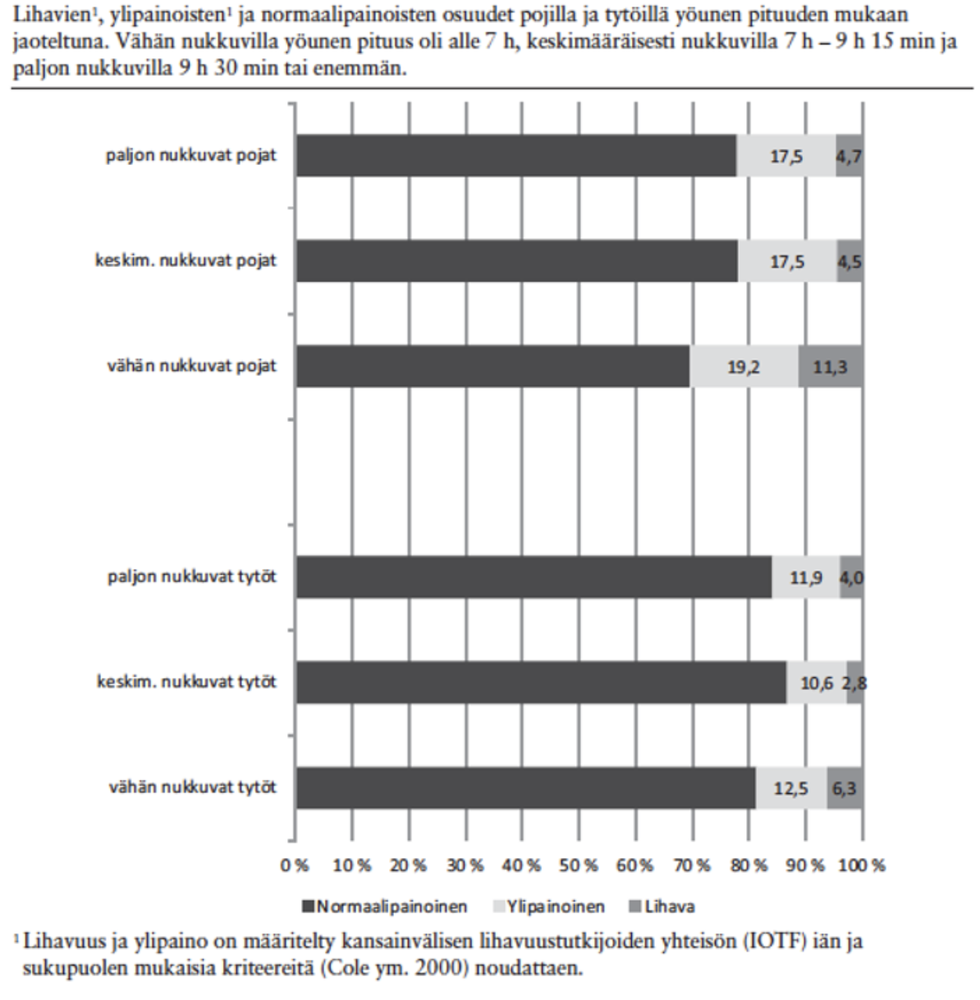 Lihavien¹, ylipainoisten¹ ja normaalipainoisten osuudet pojilla ja tytöillä yöunen pituuden mukaan
jaoteltuna. Vähän nukkuvilla yöunen pituus oli alle 7 h, keskimääräisesti nukkuvilla 7 h – 9 h 15 min ja
paljon nukkuvilla 9 h 30 min tai enemmän.
paljon nukkuvat pojat 17,5 4,7
keskim. nukkuvat pojat 17,5 4,5
vähän nukkuvat pojat 19,2 11,3
paljon nukkuvat tytöt 11,9 4,0
keskim. nukkuvat tytöt 10,6 2,8
vähän nukkuvat tytöt 12,5 6,3
0 % 10 % 20 % 30 % 40 % 50 % 60 % 70 % 80 % 90 % 100 %
Normaalipainoinen Ylipainoinen Lihava
¹ Lihavuus ja ylipaino on määritelty kansainvälisen lihavuustutkijoiden yhteisön (IOTF) iän ja
sukupuolen mukaisia kriteereitä (Cole ym. 2000) noudattaen.